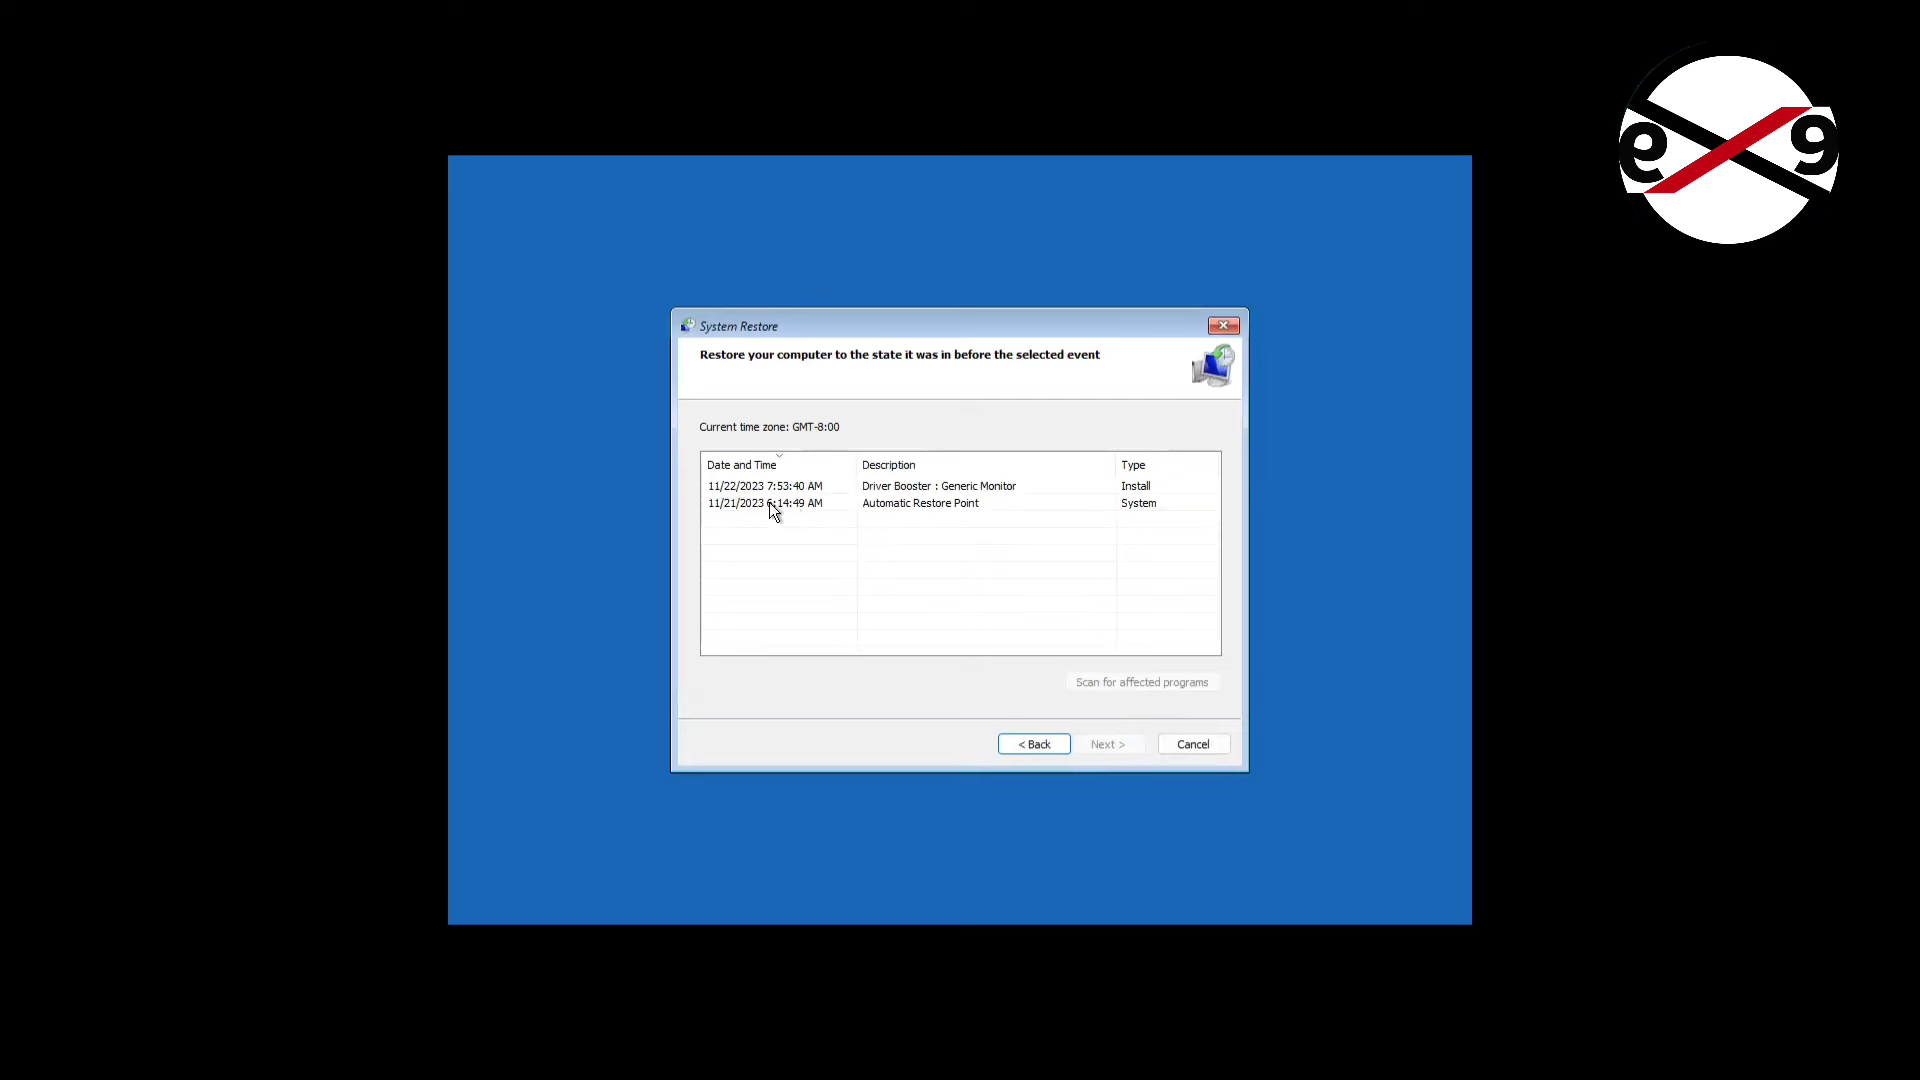 e 9
System Restore
Restore your computer to the state it was in before the selected event
Current time zone: GMT-8:00
Date and Time Description Type
11/22/2023 7:53:40 AM Driver Booster : Generic Monitor Install
11/21/2023 6:14:49 AM Automatic Restore Point System
Scan for affected programs
< Back Next > Cancel